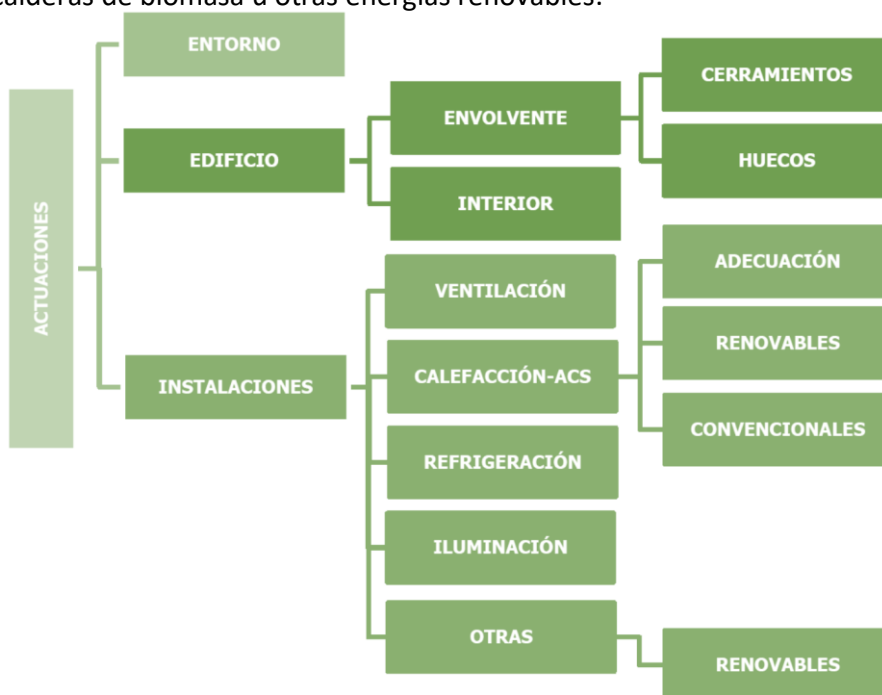 calderas de biomasa u otras energías renovables.
ACTUACIONES
ENTORNO
EDIFICIO
ENVOLVENTE
CERRAMIENTOS
HUECOS
INTERIOR
INSTALACIONES
VENTILACIÓN
CALEFACCIÓN-ACS
ADECUACIÓN
RENOVABLES
CONVENCIONALES
REFRIGERACIÓN
ILUMINACIÓN
OTRAS
RENOVABLES